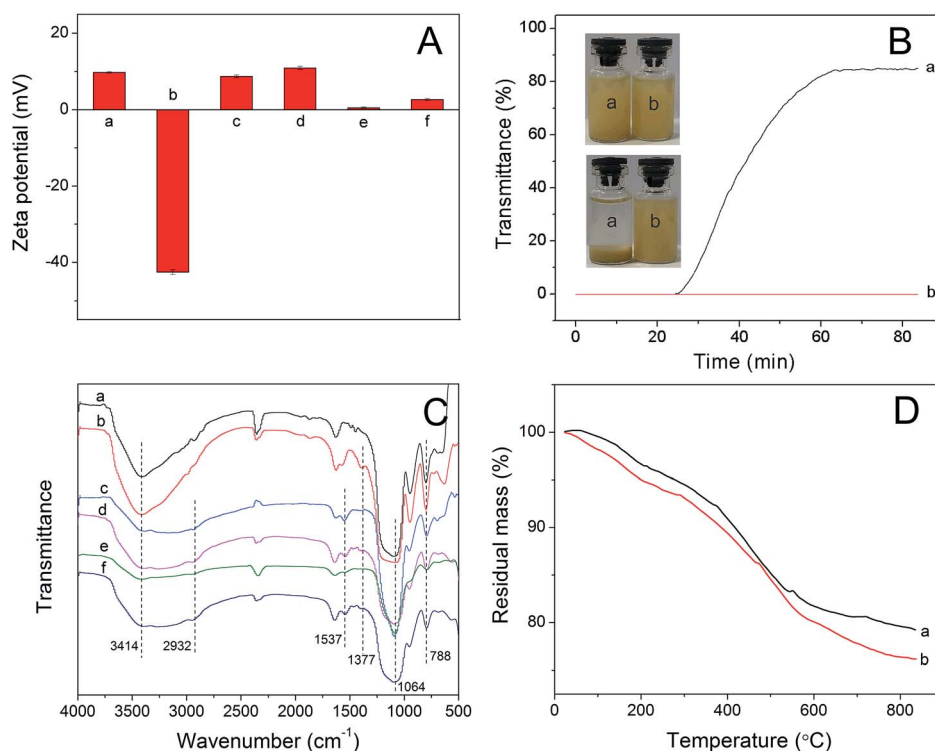 A
20
0
-20
-40
Zeta potential (mV)
a
b
c
d
e
f
B
100
80
60
40
20
0
Transmittance (%)
a
b
a
b
a
b
0
20
40
60
80
Time (min)
C
a
b
c
d
e
f
Transmittance
3414
2932
1537
1377
1064
788
4000
3500
3000
2500
2000
1500
1000
500
Wavenumber (cm⁻¹)
D
100
90
80
Residual mass (%)
a
b
0
200
400
600
800
Temperature (°C)